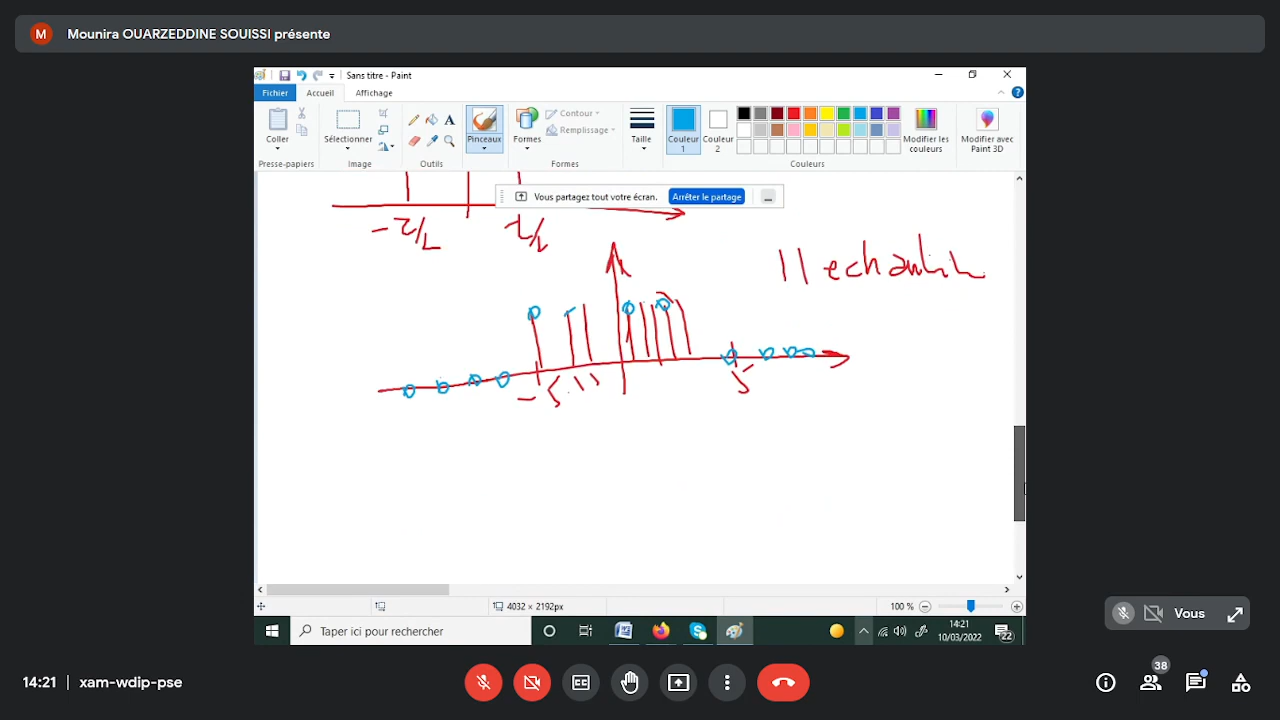 M Mounira OUARZEDDINE SOUISSI présente
Sans titre - Paint
Fichier Accueil Affichage
Coller
Sélectionner
A
Pinceaux
Formes
Contour
Remplissage
Taille
Couleur 1
Couleur 2
Modifier les couleurs
Modifier avec Paint 3D
Presse-papiers Image Outils Formes Couleurs
Vous partagez tout votre écran. Arrêter le partage
11
-5 5
4032 × 2192px 100 %
Taper ici pour rechercher
14:21
10/03/2022
22
Vous
14:21 | xam-wdip-pse
38